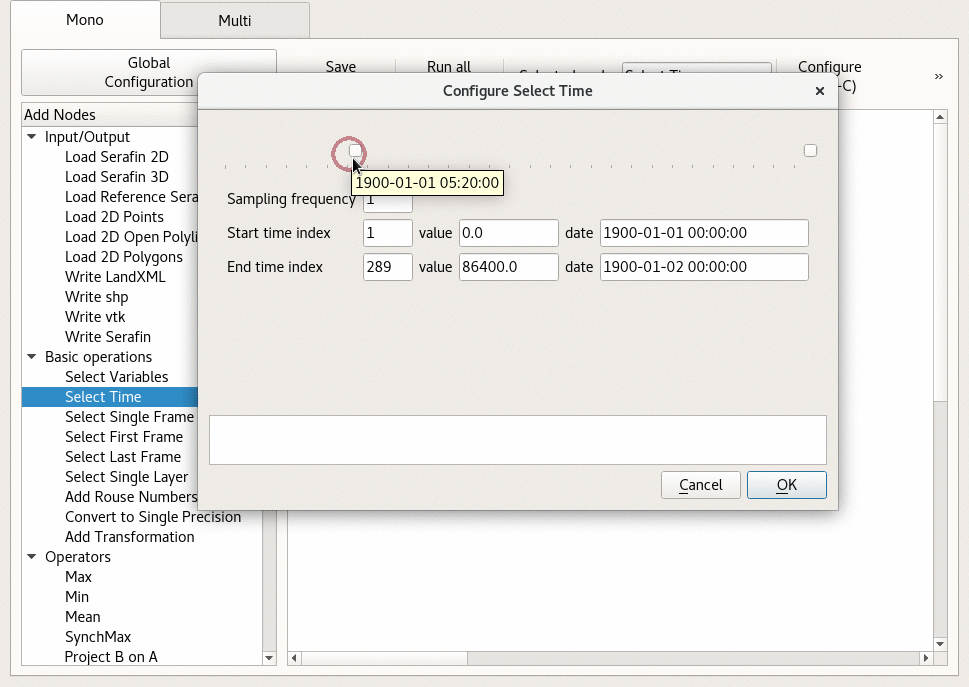 Mono
Multi
Global
Configuration
Save
Run all
Configure
»
-C)
Add Nodes
Input/Output
Load Serafin 2D
Load Serafin 3D
Load Reference Sera
Load 2D Points
Load 2D Open Polyli
Load 2D Polygons
Write LandXML
Write shp
Write vtk
Write Serafin
Basic operations
Select Variables
Select Time
Select Single Frame
Select First Frame
Select Last Frame
Select Single Layer
Add Rouse Numbers
Convert to Single Precision
Add Transformation
Operators
Max
Min
Mean
SynchMax
Project B on A
Configure Select Time
1900-01-01 05:20:00
Sampling frequency 1
Start time index 1 value 0.0 date 1900-01-01 00:00:00
End time index 289 value 86400.0 date 1900-01-02 00:00:00
Cancel
OK